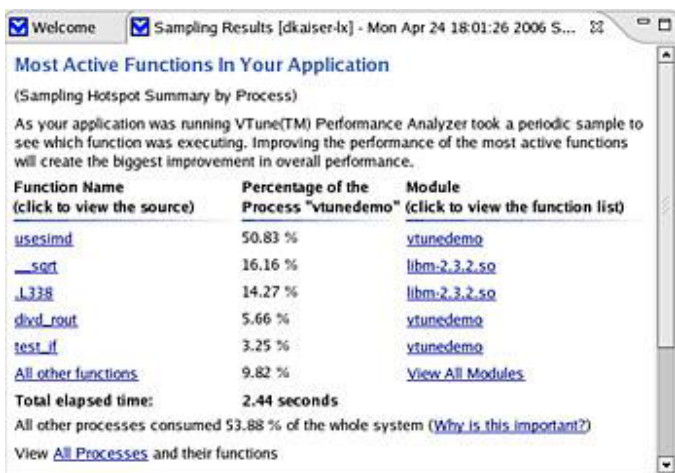 Welcome
Sampling Results [dkaiser-lx] - Mon Apr 24 18:01:26 2006 S...
Most Active Functions In Your Application
(Sampling Hotspot Summary by Process)
As your application was running VTune(TM) Performance Analyzer took a periodic sample to
see which function was executing. Improving the performance of the most active functions
will create the biggest improvement in overall performance.
Function Name Percentage of the Module
(click to view the source) Process "vtunedemo" (click to view the function list)
usesimd 50.83 % vtunedemo
__sqrt 16.16 % libm-2.3.2.so
.L338 14.27 % libm-2.3.2.so
divd_rout 5.66 % vtunedemo
test_if 3.25 % vtunedemo
All other functions 9.82 % View All Modules
Total elapsed time: 2.44 seconds
All other processes consumed 53.88 % of the whole system (Why is this important?)
View All Processes and their functions